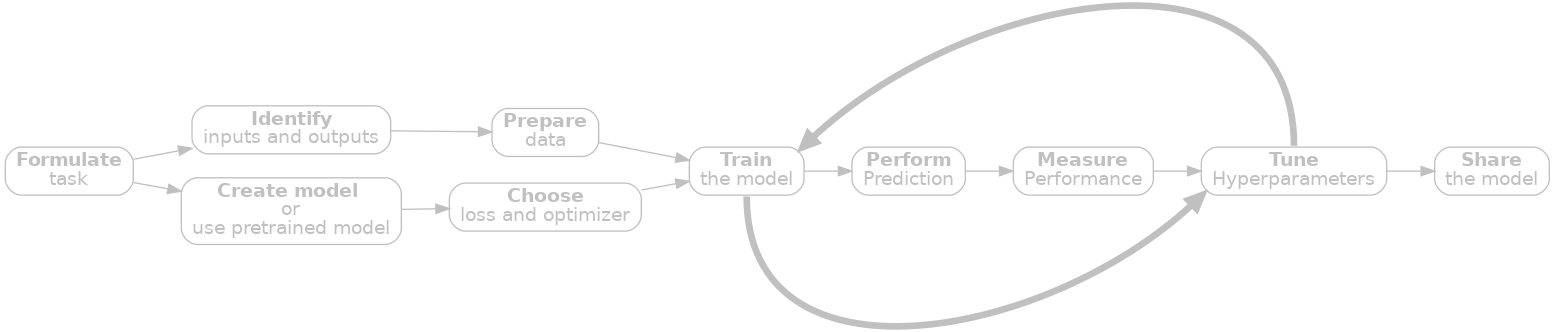 Formulate
task
Identify
inputs and outputs
Create model
or
use pretrained model
Prepare
data
Choose
loss and optimizer
Train
the model
Perform
Prediction
Measure
Performance
Tune
Hyperparameters
Share
the model